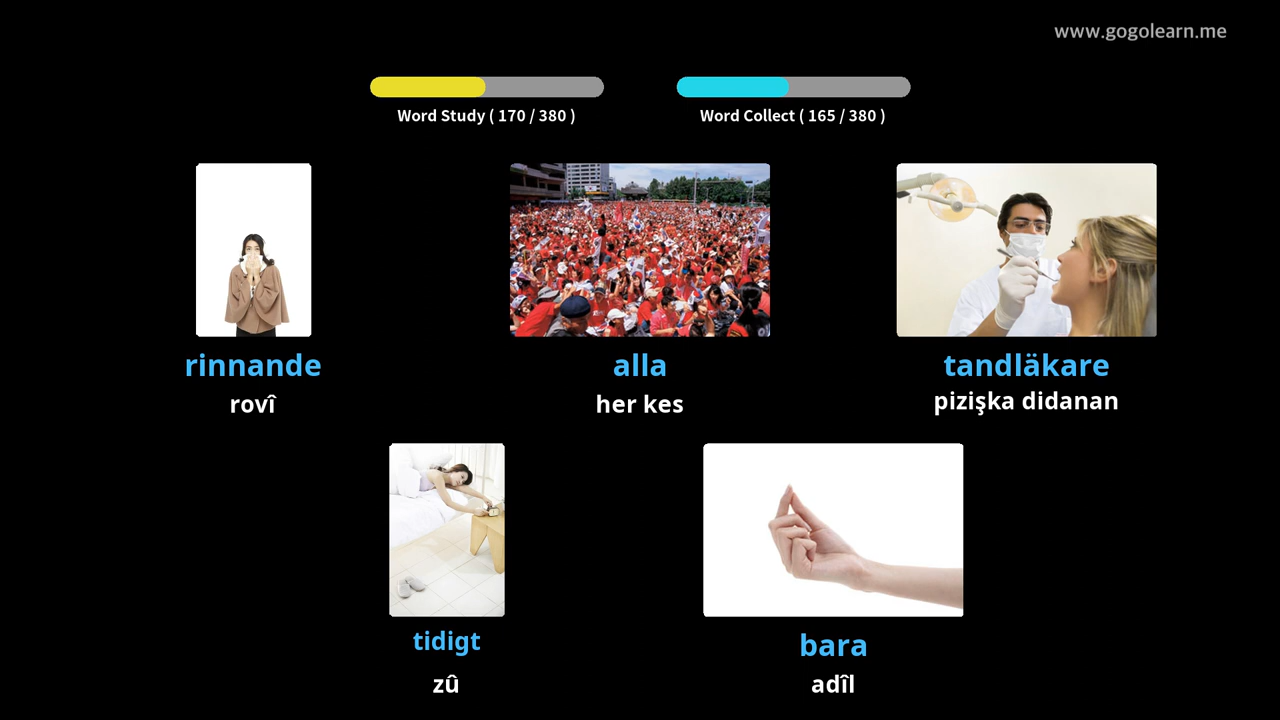 www.gogolearn.me
Word Study ( 170 / 380 )
Word Collect ( 165 / 380 )
rinnande
rovî
alla
her kes
tandläkare
pizişka didanan
tidigt
zû
bara
adîl